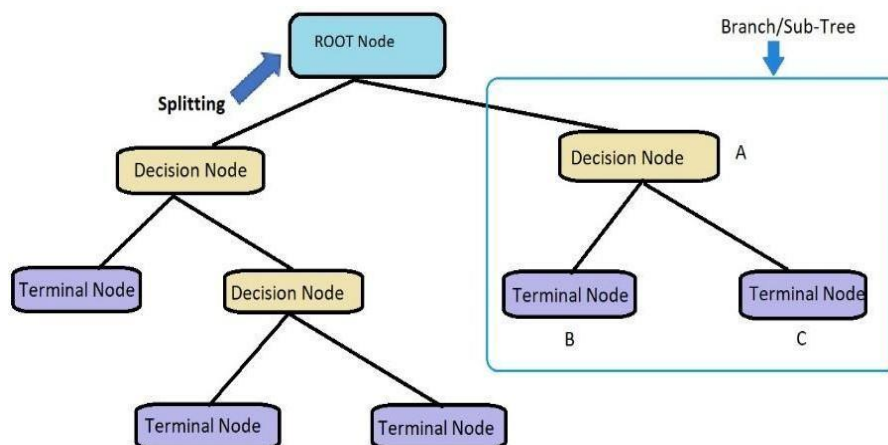 Branch/Sub-Tree
ROOT Node
Splitting
Decision Node
Decision Node
A
Terminal Node
Decision Node
Terminal Node
Terminal Node
B
C
Terminal Node
Terminal Node